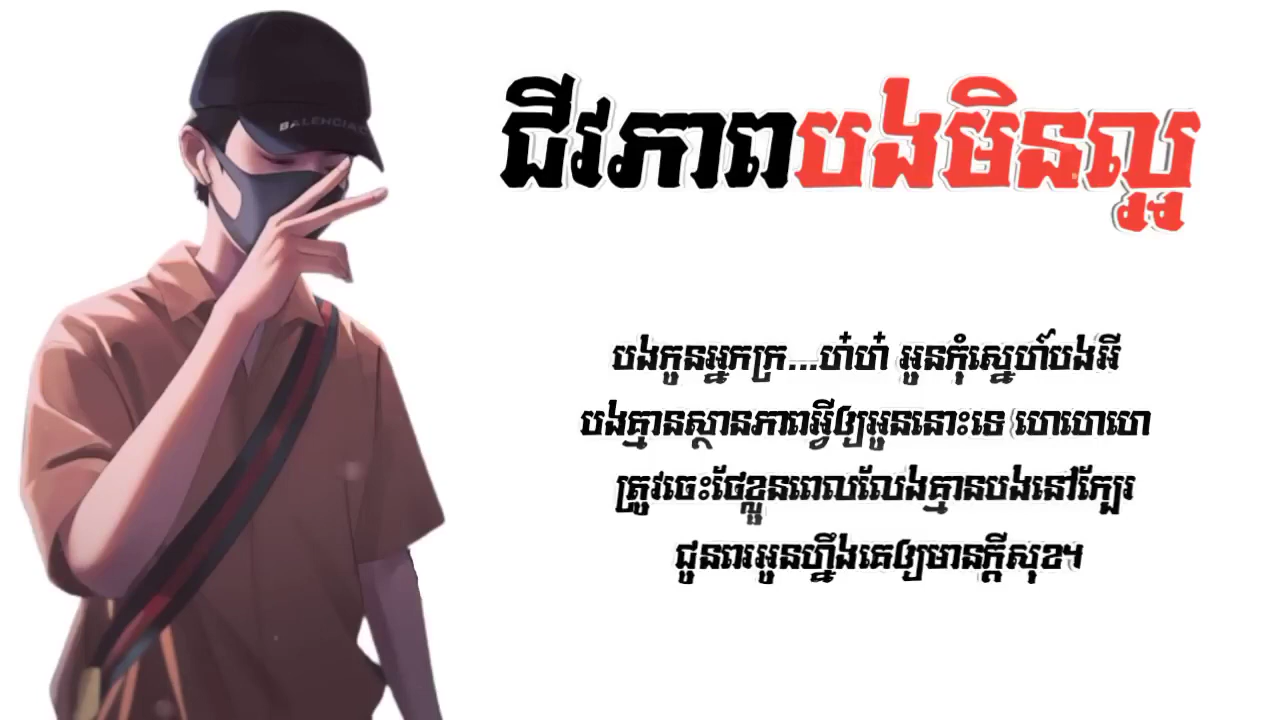 BALENCIAG
ជីវភាពបងមិនល្អ
បងកូនអ្នកក្រ...ហ៎ហ៎ អូនកុំស្នេហ៍បងអី
បងគ្មានស្ថានភាពអ្វីឲ្យអូននោះទេ ហេហេហេ
ត្រូវចេះថែខ្លួនពេលលែងគ្មានបងនៅក្បែរ
ជូនពរអូនហ្នឹងគេឲ្យមានក្ដីសុខ។